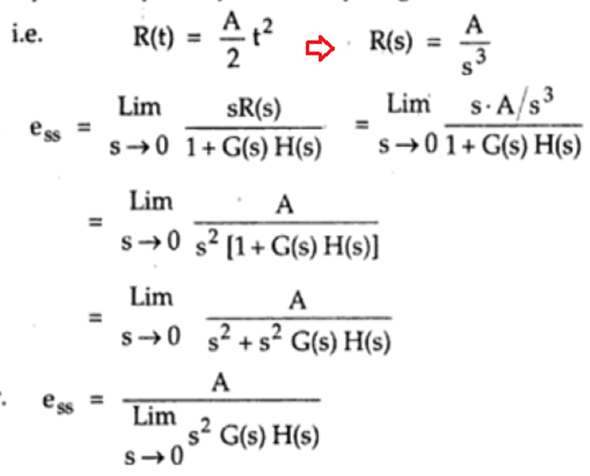 i.e. R(t) = A/2 t² ⇨ R(s) = A/s³
e_ss = Lim s→0 sR(s)/(1 + G(s) H(s)) = Lim s→0 (s · A/s³)/(1 + G(s) H(s))
= Lim s→0 A/(s² [1 + G(s) H(s)])
= Lim s→0 A/(s² + s² G(s) H(s))
e_ss = A/(Lim s→0 s² G(s) H(s))